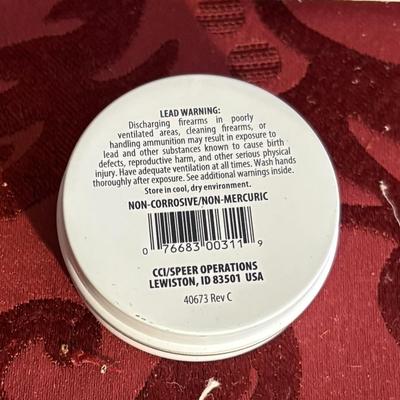 LEAD WARNING:
Discharging firearms in poorly
ventilated areas, cleaning firearms, or
handling ammunition may result in exposure to
lead and other substances known to cause birth
defects, reproductive harm, and other serious physical
injury. Have adequate ventilation at all times. Wash hands
thoroughly after exposure. See additional warnings inside.
Store in cool, dry environment.
NON-CORROSIVE/NON-MERCURIC
0 76683 00311 9
CCI/SPEER OPERATIONS
LEWISTON, ID 83501 USA
40673 Rev C